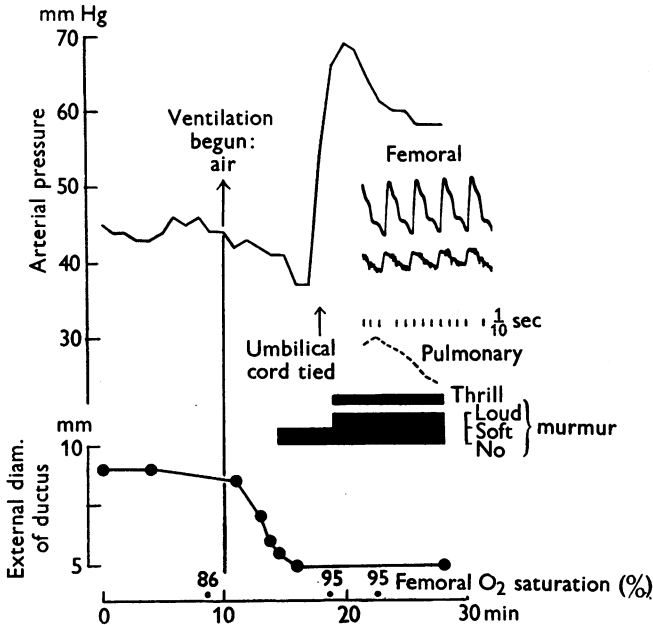 mm Hg
70
60
50
40
30
Arterial pressure
Ventilation
begun:
air
Femoral
1/10 sec
Umbilical
cord tied
Pulmonary
Thrill
Loud
Soft
No
murmur
mm
10
5
External diam.
of ductus
86
95
95
Femoral O₂ saturation (%)
0
10
20
30 min